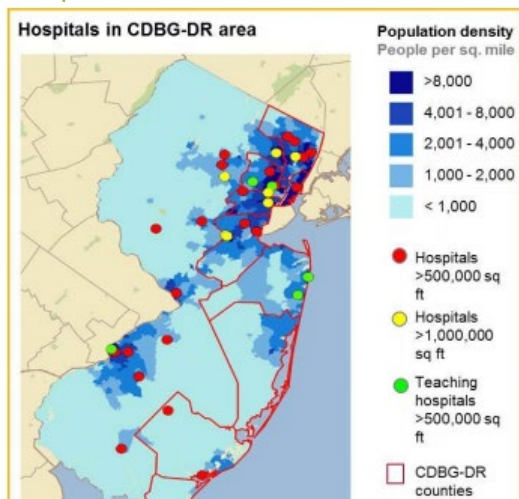 Hospitals in CDBG-DR area
Population density
People per sq. mile
>8,000
4,001 - 8,000
2,001 - 4,000
1,000 - 2,000
< 1,000
Hospitals
>500,000 sq
ft
Hospitals
>1,000,000
sq ft
Teaching
hospitals
>500,000 sq
ft
CDBG-DR
counties